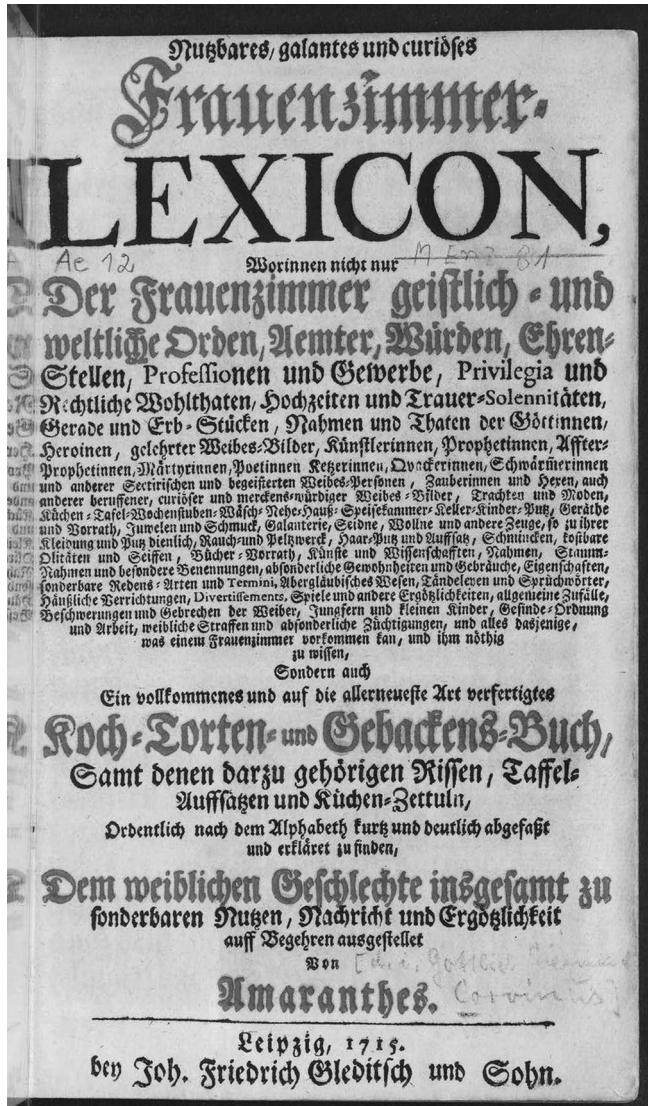 Nutzbares, galantes und curiöses
Frauenzimmer-
LEXICON,
Ae 12
Worinnen nicht nur
Der Frauenzimmer geistlich- und
weltliche Orden, Aemter, Würden, Ehren-
Stellen, Professionen und Gewerbe, Privilegia und
Rechtliche Wohlthaten, Hochzeiten und Trauer-Solennitäten,
Gerade und Erb-Stücken, Nahmen und Thaten der Göttinnen,
Heroinen, gelehrter Weibes-Bilder, Künstlerinnen, Prophetinnen, Affter-
Prophetinnen, Märtyrinnen, Poetinnen Ketzerinnen, Qvackerinnen, Schwärmerinnen
und anderer Sectirischen und begeisterten Weibes-Personen, Zauberinnen und Hexen, auch
anderer beruffener, curiöser und merckens-würdiger Weibes-Bilder, Trachten und Moden,
Küchen-Tafel-Wochenstuben-Wäsch-Nehe-Hauß-Speisekammer-Keller-Kinder-Putz, Geräthe
und Vorrath, Juwelen und Schmuck, Galanterie, Seidne, Wollne und andere Zeuge, so zu ihrer
Kleidung und Putz dienlich, Rauch-und Peltzwerck, Haar-Putz und Auffsatz, Schmincken, kostbare
Olitäten und Seiffen, Bücher-Vorrath, Künste und Wissenschafften, Nahmen, Stamm-
Nahmen und besondere Benennungen, absonderliche Gewohnheiten und Gebräuche, Eigenschaften,
sonderbare Redens-Arten und Termini, Abergläubisches Wesen, Tändeleyen und Sprüchwörter,
Häußliche Verrichtungen, Divertissements, Spiele und andere Ergötzlichkeiten, allgemeine Zufälle,
Beschwerungen und Gebrechen der Weiber, Jungfern und kleinen Kinder, Gesinde-Ordnung
und Arbeit, weibliche Straffen und absonderliche Züchtigungen, und alles dasjenige,
was einem Frauenzimmer vorkommen kan, und ihm nöthig
zu wissen,
Sondern auch
Ein vollkommenes und auf die allerneueste Art verfertigtes
Koch-Torten-und Gebackens-Buch,
Samt denen darzu gehörigen Rissen, Taffel-
Auffsätzen und Küchen-Zettuln,
Ordentlich nach dem Alphabeth kurtz und deutlich abgefaßt
und erkläret zu finden,
Dem weiblichen Geschlechte insgesamt zu
sonderbaren Nutzen, Nachricht und Ergötzlichkeit
auff Begehren ausgestellet
Von
[d. i. Gottlieb
Amaranthes. Corvinus]
Leipzig, 1715.
bey Joh. Friedrich Gleditsch und Sohn.